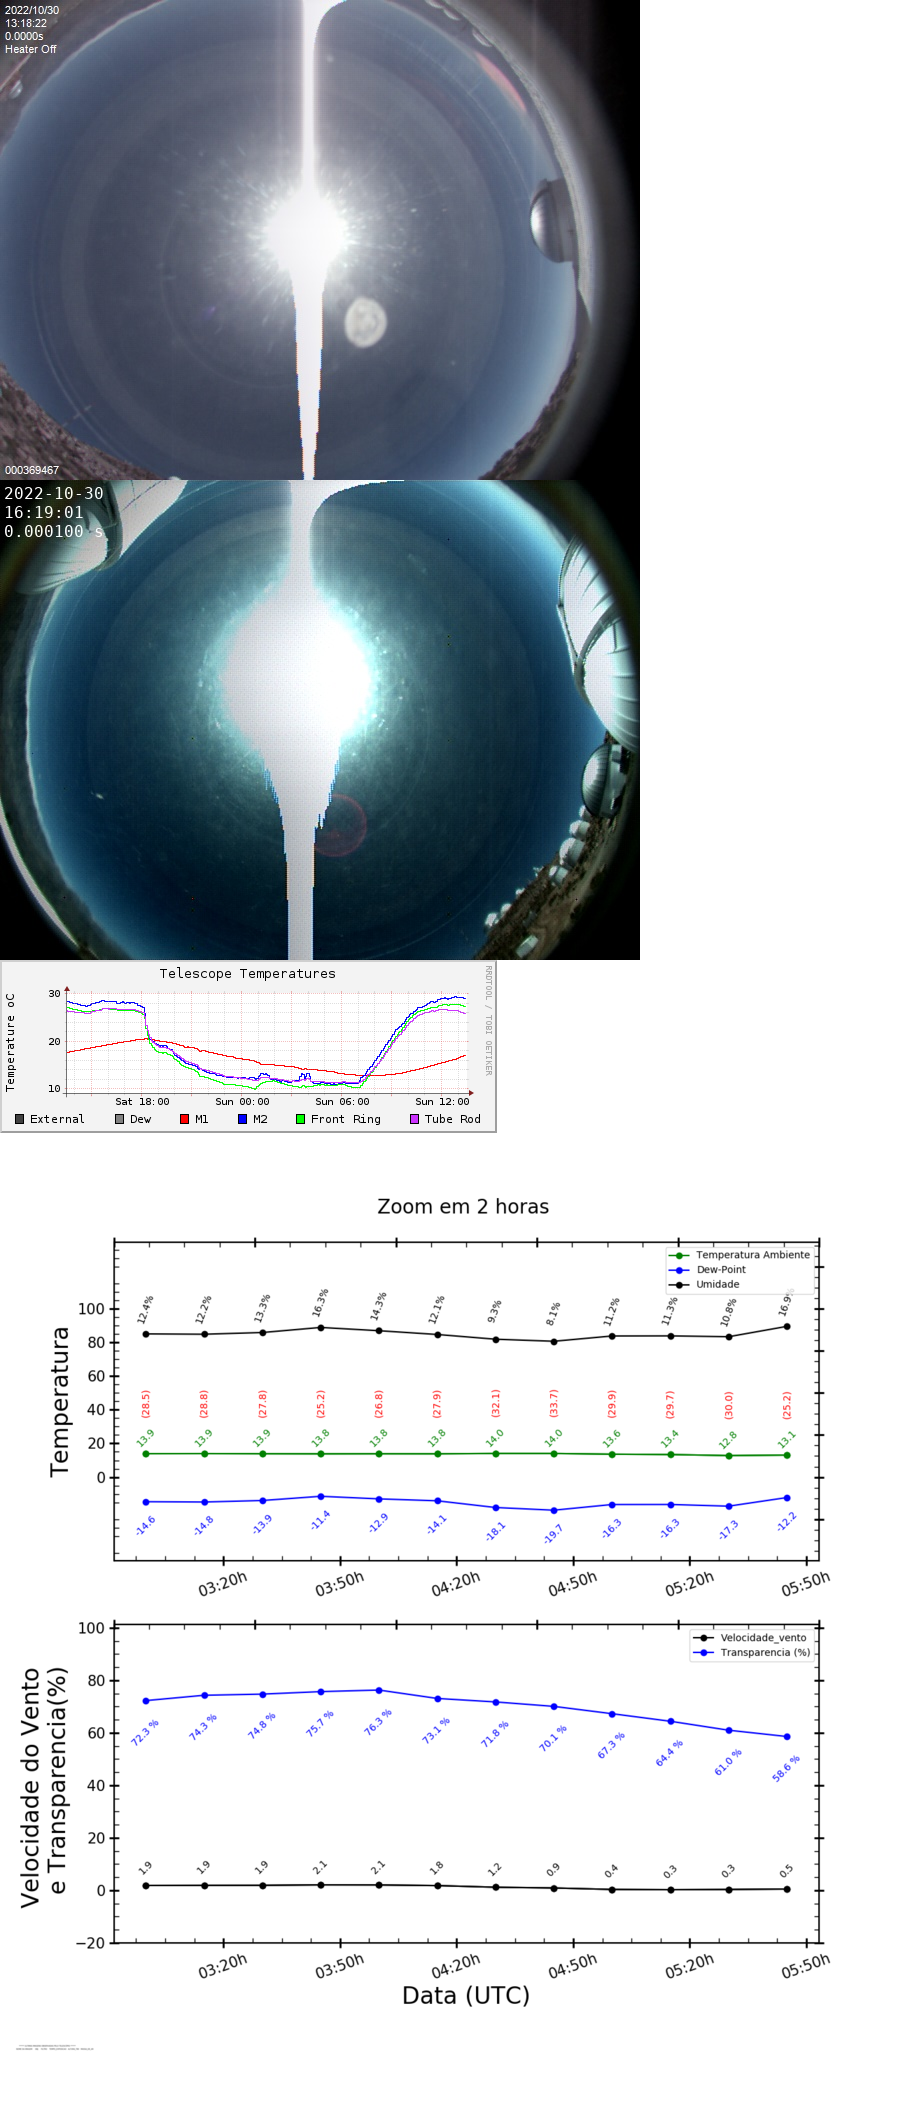 2022/10/30
13:18:22
0.0000s
Heater Off
000369467
2022-10-30
16:19:01
0.000100 s
Telescope Temperatures
RRDTOOL / TOBI OETIKER
Temperature oC
30
20
10
Sat 18:00 Sun 00:00 Sun 06:00 Sun 12:00
External Dew M1 M2 Front Ring Tube Rod
Zoom em 2 horas
Temperatura Ambiente
Dew-Point
Umidade
Temperatura
100
80
60
40
20
0
12.4% 12.2% 13.3% 16.3% 14.3% 12.1% 9.3% 8.1% 11.2% 11.3% 10.8% 16.9%
(28.5) (28.8) (27.8) (25.2) (26.8) (27.9) (32.1) (33.7) (29.9) (29.7) (30.0) (25.2)
13.9 13.9 13.9 13.8 13.8 13.8 14.0 14.0 13.6 13.4 12.8 13.1
-14.6 -14.8 -13.9 -11.4 -12.9 -14.1 -18.1 -19.7 -16.3 -16.3 -17.3 -12.2
03:20h 03:50h 04:20h 04:50h 05:20h 05:50h
Velocidade_vento
Transparencia (%)
Velocidade do Vento
e Transparencia(%)
100
80
60
40
20
0
−20
72.3 % 74.3 % 74.8 % 75.7 % 76.3 % 73.1 % 71.8 % 70.1 % 67.3 % 64.4 % 61.0 % 58.6 %
1.9 1.9 1.9 2.1 2.1 1.8 1.2 0.9 0.4 0.3 0.3 0.5
03:20h 03:50h 04:20h 04:50h 05:20h 05:50h
Data (UTC)